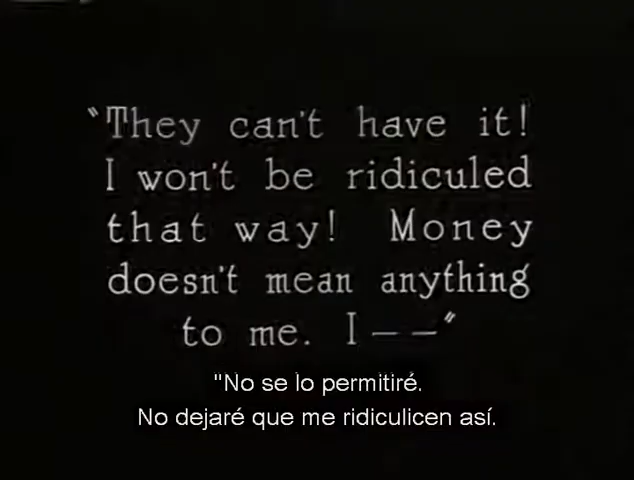 "They can't have it!
I won't be ridiculed
that way! Money
doesn't mean anything
to me. I — —"
"No se lo permitiré.
No dejaré que me ridiculicen así.